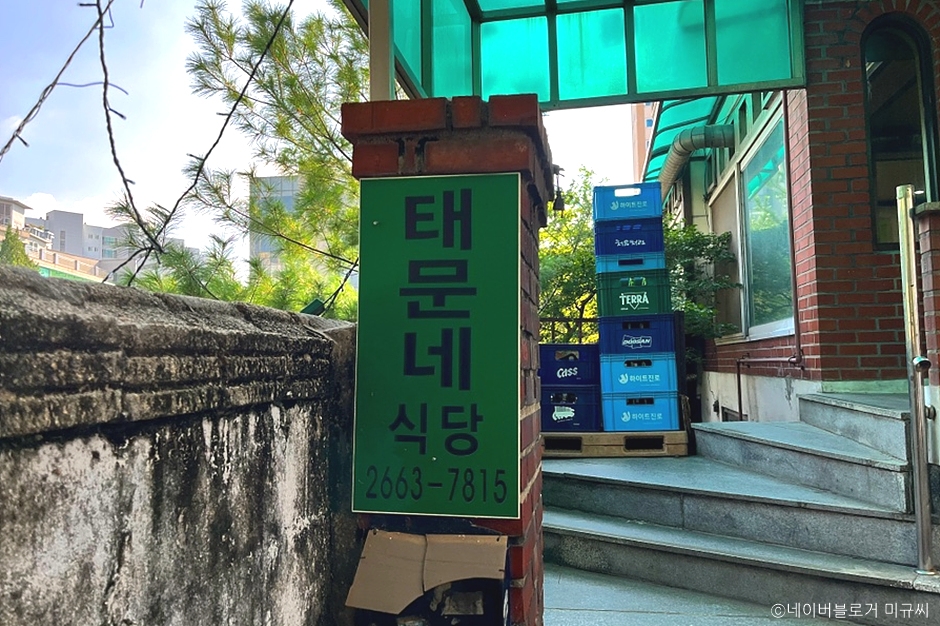 태
문
네
식당
2663-7815
하이트진로
TERRA
DOOSAN
Cass
하이트진로
하이트진로
©네이버블로거 미규씨